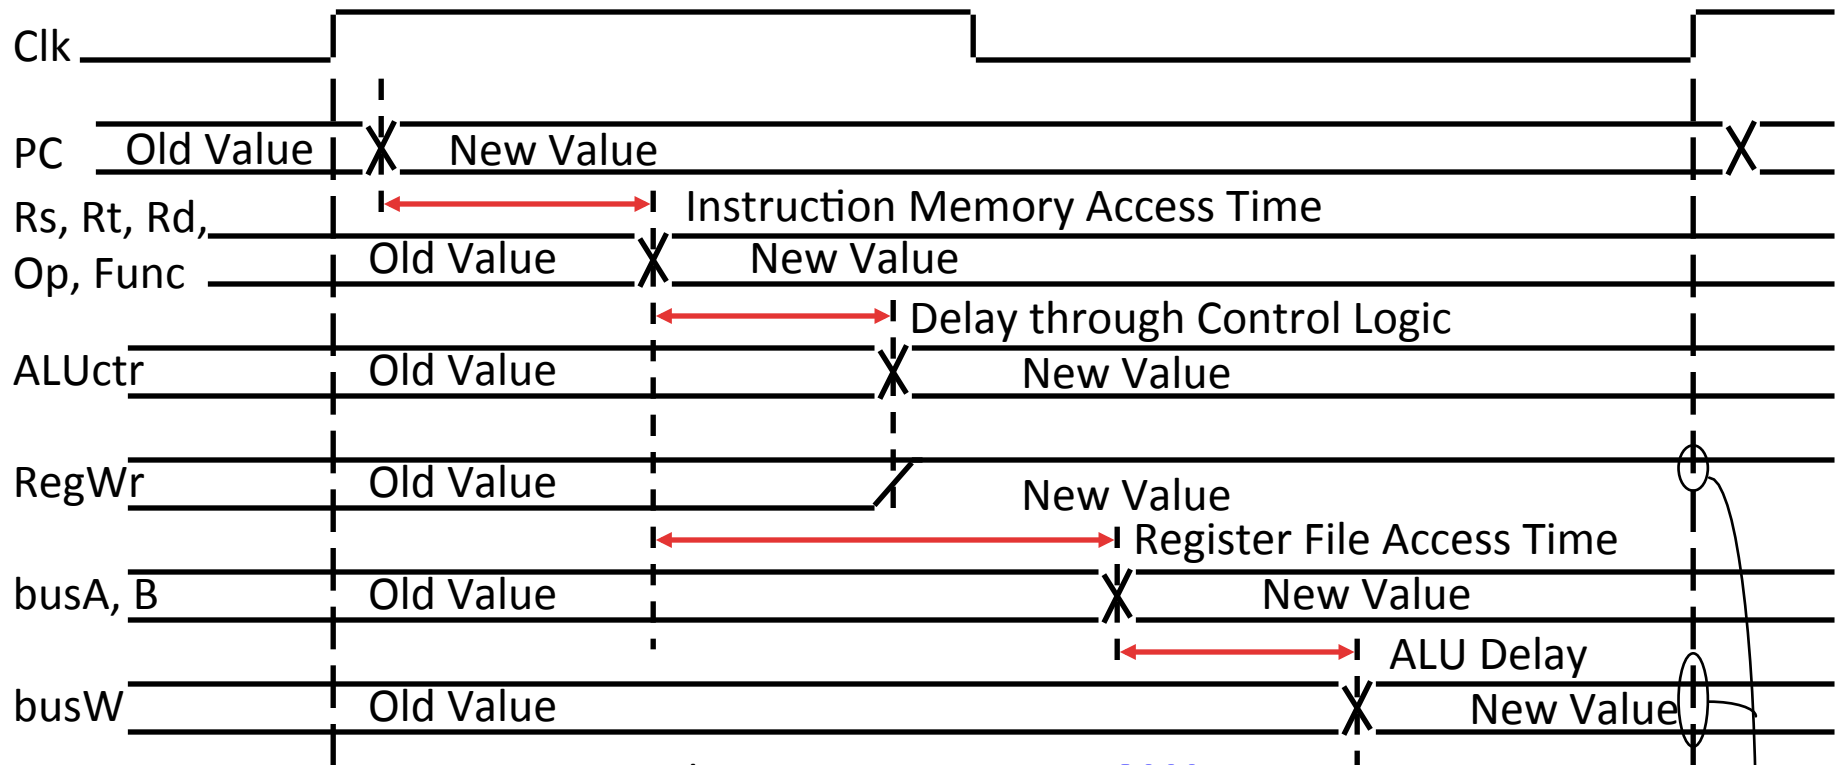 Clk
PC Old Value New Value
Rs, Rt, Rd, Instruction Memory Access Time
Op, Func Old Value New Value
Delay through Control Logic
ALUctr Old Value New Value
RegWr Old Value New Value
Register File Access Time
busA, B Old Value New Value
ALU Delay
busW Old Value New Value